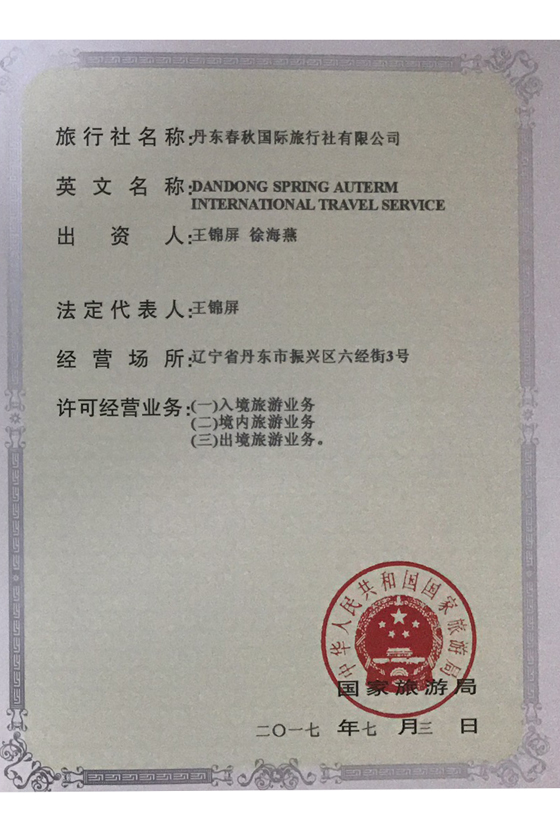 旅行社名称:丹东春秋国际旅行社有限公司
英文名称:DANDONG SPRING AUTERM
INTERNATIONAL TRAVEL SERVICE
出资人:王锦屏 徐海燕
法定代表人:王锦屏
经营场所:辽宁省丹东市振兴区六经街3号
许可经营业务:(一)入境旅游业务
(二)境内旅游业务
(三)出境旅游业务。
中华人民共和国国家旅游局
国家旅游局
二〇一七 年 七 月 三 日